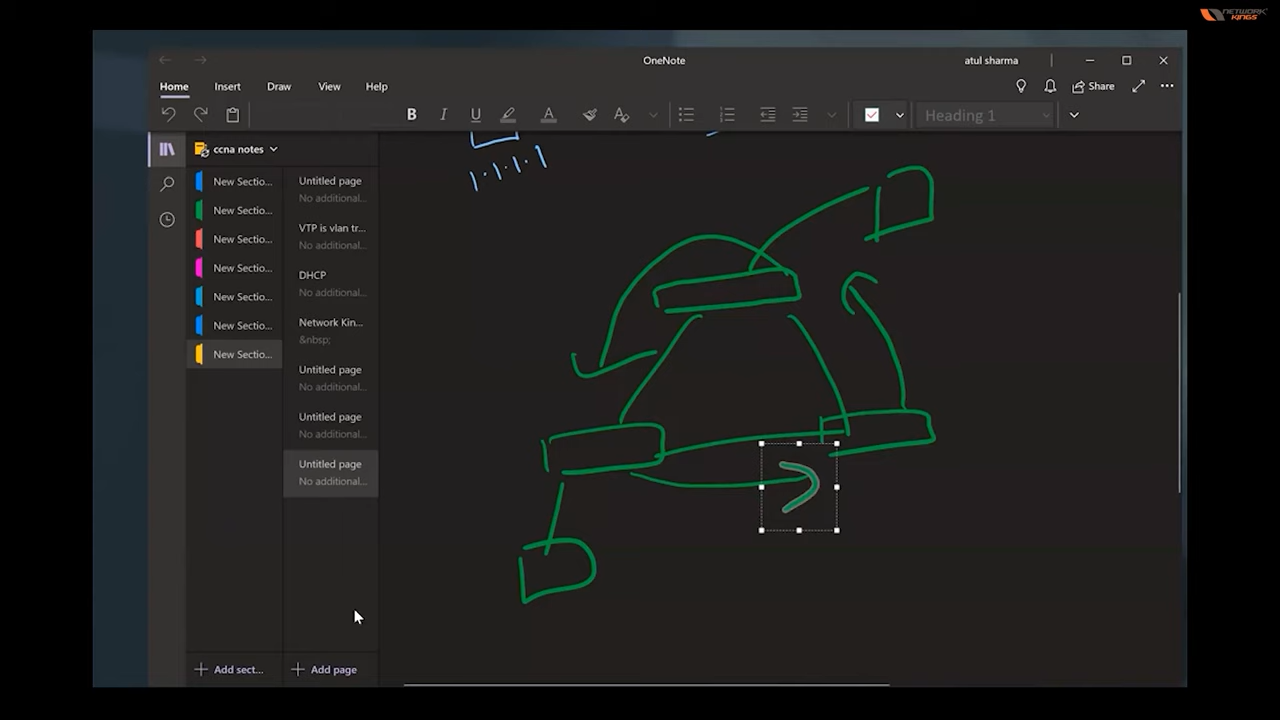 NETWORK KINGS
OneNote
atul sharma
Home Insert Draw View Help
Share
B I U A A Heading 1
ccna notes
New Sectio...
New Sectio...
New Sectio...
New Sectio...
New Sectio...
New Sectio...
New Sectio...
Add sect...
Untitled page
No additional...
VTP is vlan tr...
No additional...
DHCP
No additional...
Network Kin...
&nbsp;
Untitled page
No additional...
Untitled page
No additional...
Untitled page
No additional...
Add page
1.1.1.1